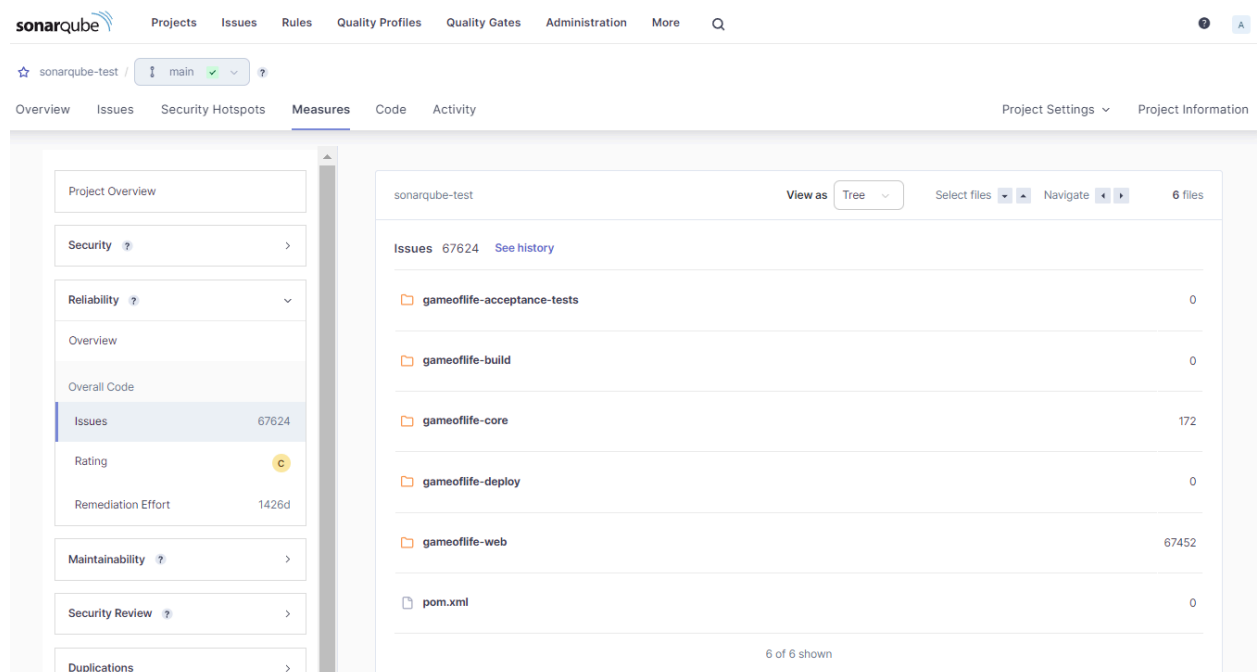 sonarqube Projects Issues Rules Quality Profiles Quality Gates Administration More ? A
sonarqube-test / main ?
Overview Issues Security Hotspots Measures Code Activity Project Settings Project Information
Project Overview
Security ?
Reliability ?
Overview
Overall Code
Issues 67624
Rating C
Remediation Effort 1426d
Maintainability ?
Security Review ?
Duplications
sonarqube-test View as Tree Select files Navigate 6 files
Issues 67624 See history
gameoflife-acceptance-tests 0
gameoflife-build 0
gameoflife-core 172
gameoflife-deploy 0
gameoflife-web 67452
pom.xml 0
6 of 6 shown